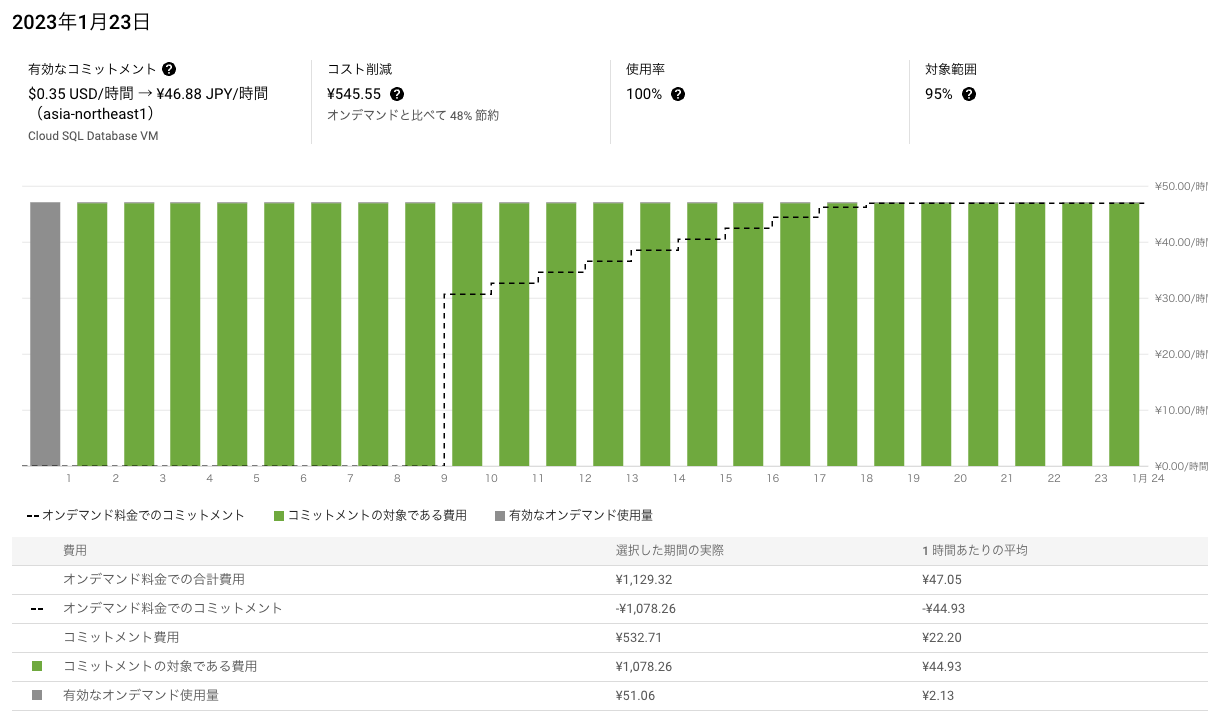 2023年1月23日
有効なコミットメント ?
$0.35 USD/時間 → ¥46.88 JPY/時間
（asia-northeast1）
Cloud SQL Database VM
コスト削減
¥545.55 ?
オンデマンドと比べて 48% 節約
使用率
100% ?
対象範囲
95% ?
¥50.00/時間
¥40.00/時間
¥30.00/時間
¥20.00/時間
¥10.00/時間
¥0.00/時間
1 2 3 4 5 6 7 8 9 10 11 12 13 14 15 16 17 18 19 20 21 22 23 1月 24
オンデマンド料金でのコミットメント コミットメントの対象である費用 有効なオンデマンド使用量
費用 選択した期間の実際 1 時間あたりの平均
オンデマンド料金での合計費用 ¥1,129.32 ¥47.05
オンデマンド料金でのコミットメント -¥1,078.26 -¥44.93
コミットメント費用 ¥532.71 ¥22.20
コミットメントの対象である費用 ¥1,078.26 ¥44.93
有効なオンデマンド使用量 ¥51.06 ¥2.13